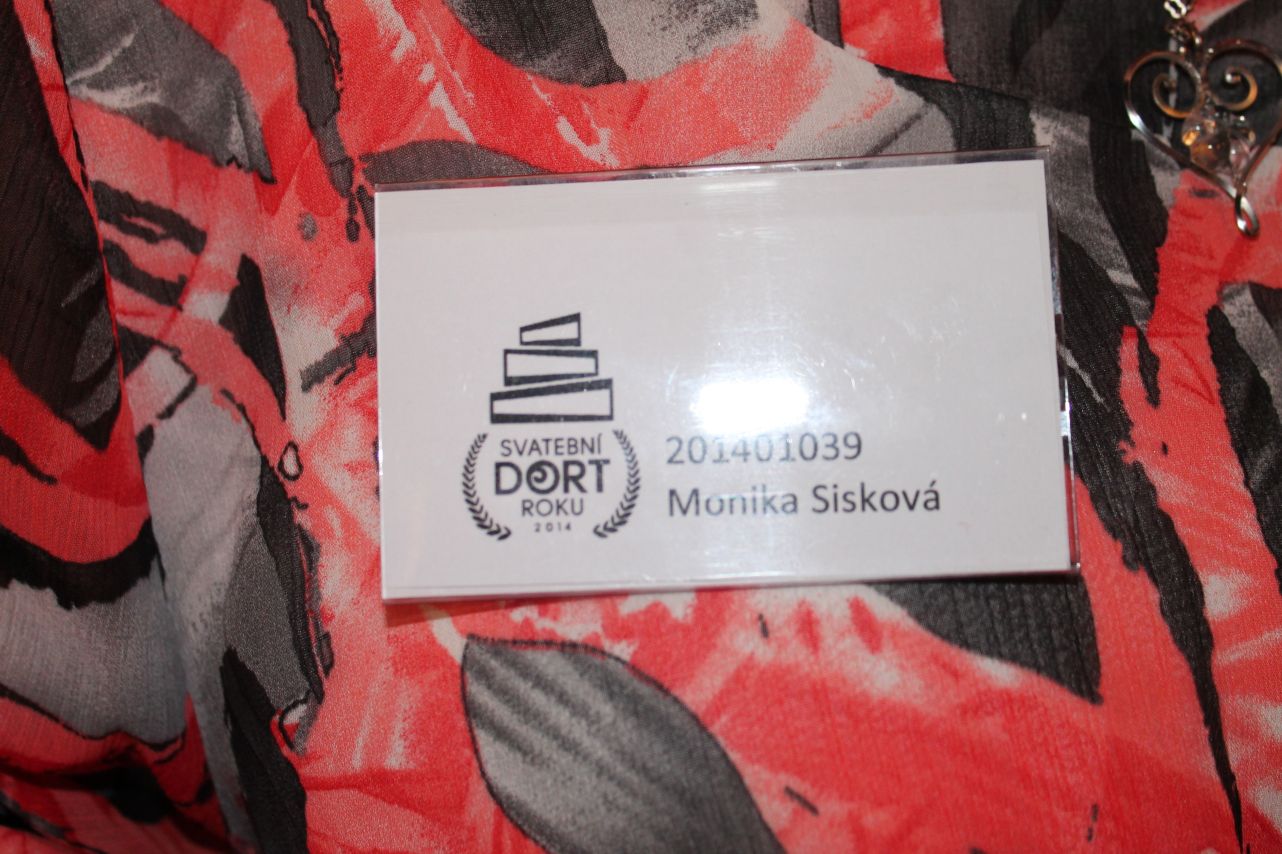 SVATEBNÍ
DORT
ROKU
2014
201401039
Monika Sisková